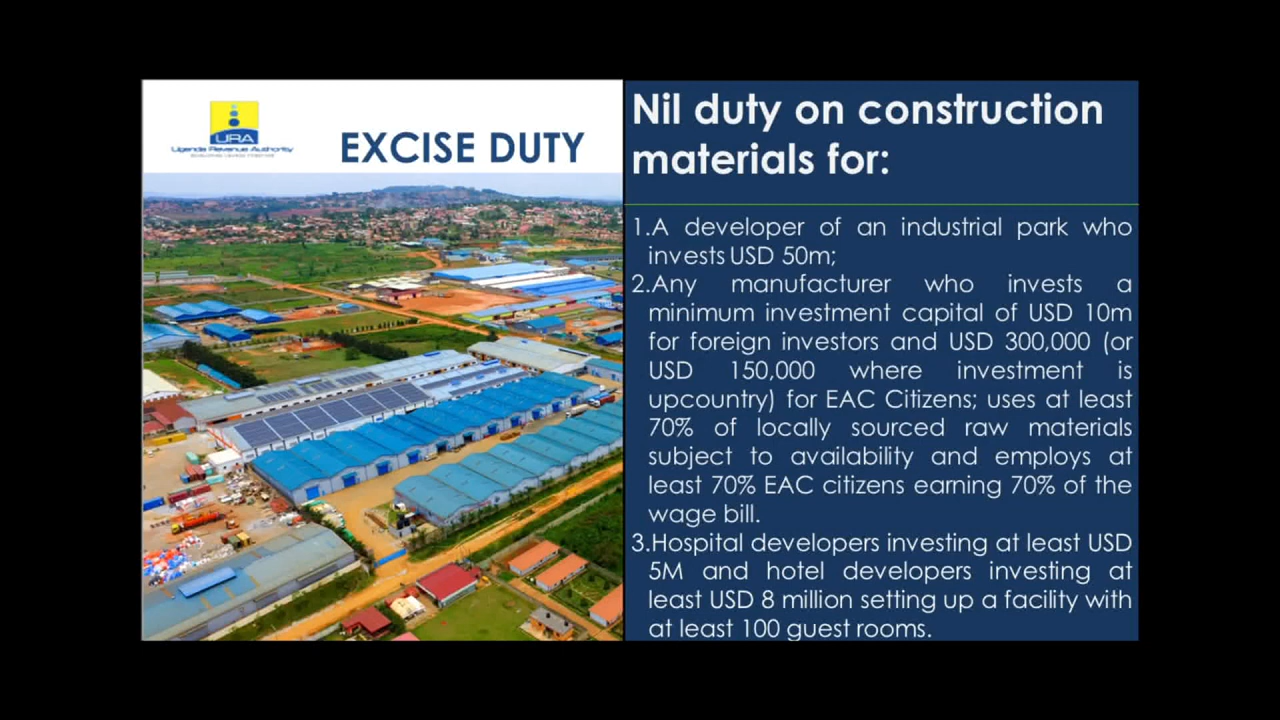 URA
Uganda Revenue Authority
EXCISE DUTY
Nil duty on construction
materials for:
1.A developer of an industrial park who
invests USD 50m;
2.Any manufacturer who invests a
minimum investment capital of USD 10m
for foreign investors and USD 300,000 (or
USD 150,000 where investment is
upcountry) for EAC Citizens; uses at least
70% of locally sourced raw materials
subject to availability and employs at
least 70% EAC citizens earning 70% of the
wage bill.
3.Hospital developers investing at least USD
5M and hotel developers investing at
least USD 8 million setting up a facility with
at least 100 guest rooms.